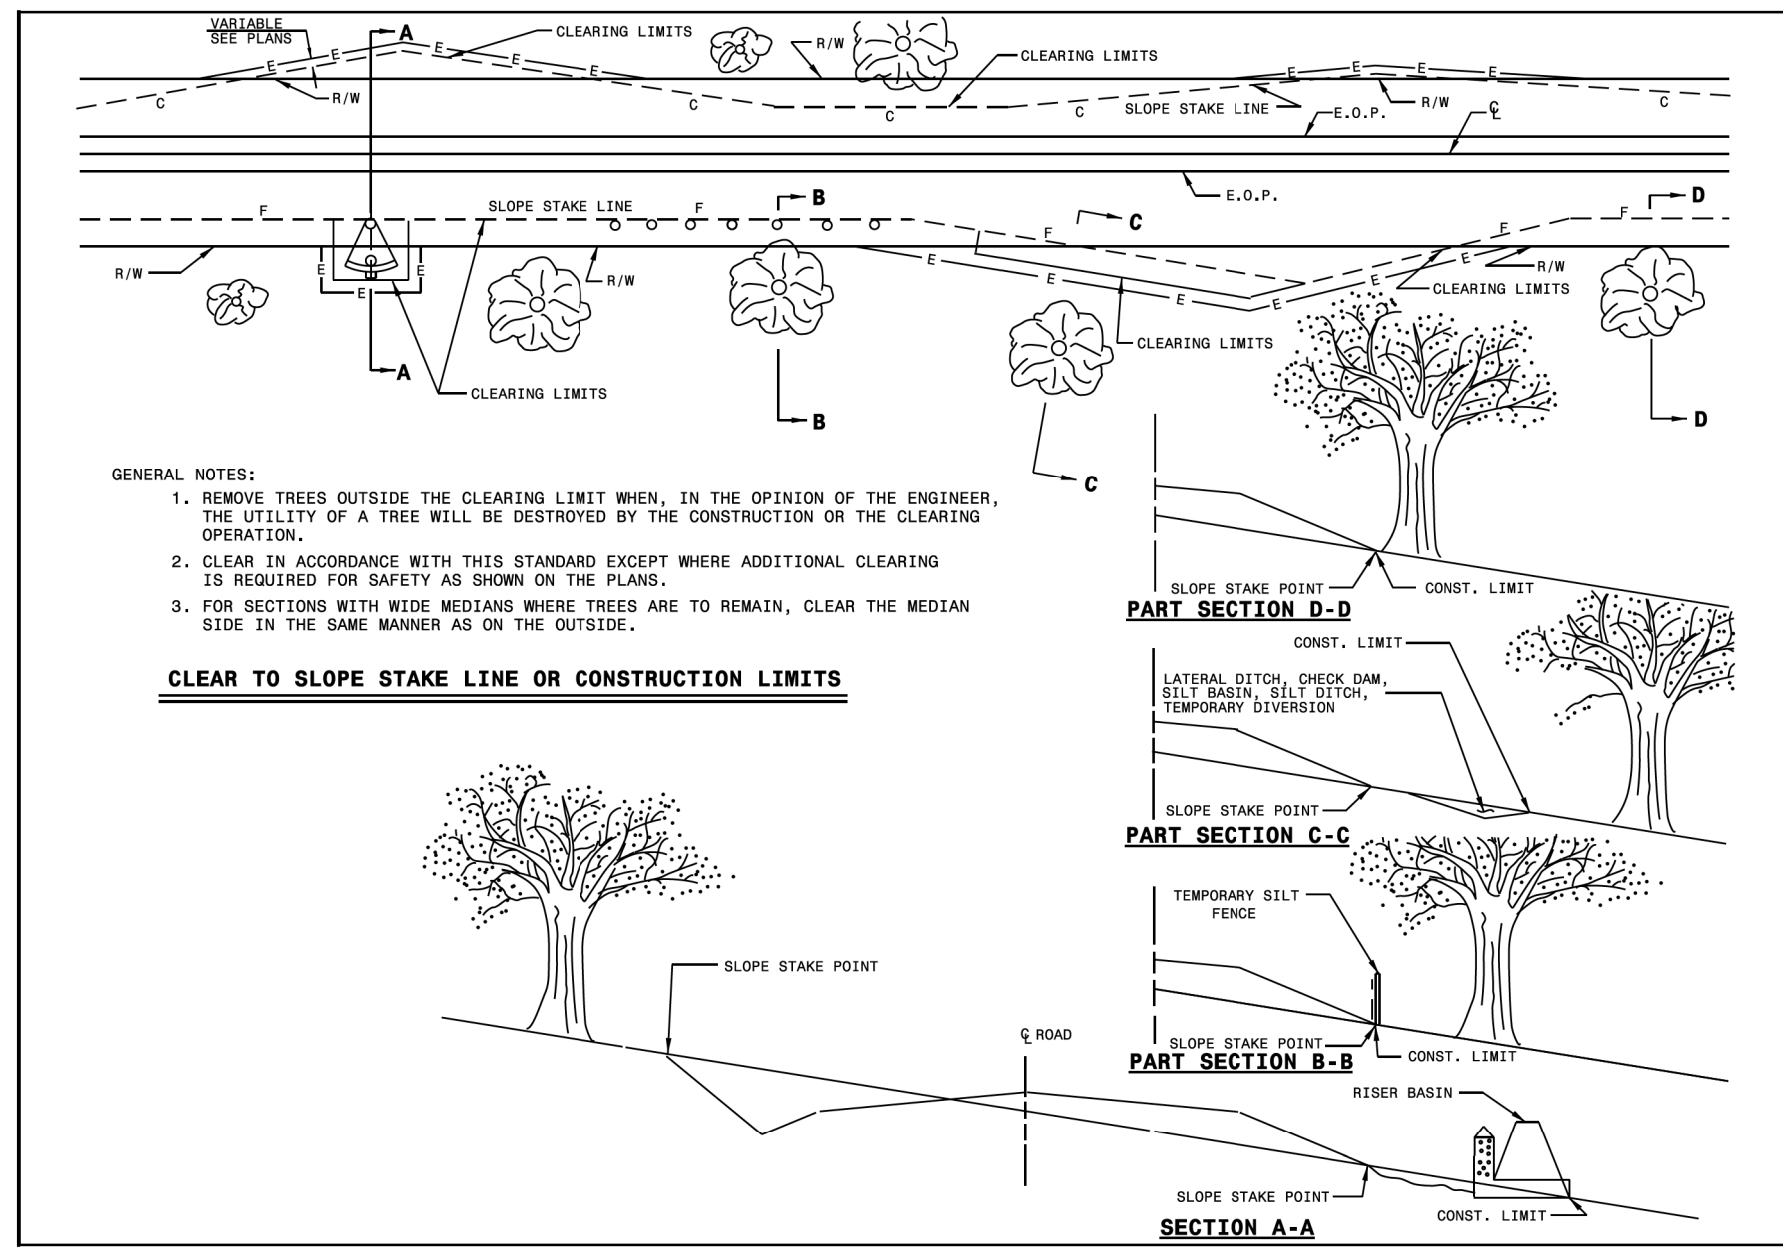 VARIABLE
SEE PLANS
A
CLEARING LIMITS
R/W
CLEARING LIMITS
E E E E E
E E E E
R/W
C
C
C
C
SLOPE STAKE LINE
R/W
C
E.O.P.
℄
E.O.P.
F
SLOPE STAKE LINE
F
B
C
F
F
F
D
R/W
E
E
E
R/W
E
E
E
E
E
E
R/W
CLEARING LIMITS
CLEARING LIMITS
A
CLEARING LIMITS
B
D
C
GENERAL NOTES:
1. REMOVE TREES OUTSIDE THE CLEARING LIMIT WHEN, IN THE OPINION OF THE ENGINEER,
THE UTILITY OF A TREE WILL BE DESTROYED BY THE CONSTRUCTION OR THE CLEARING
OPERATION.
2. CLEAR IN ACCORDANCE WITH THIS STANDARD EXCEPT WHERE ADDITIONAL CLEARING
IS REQUIRED FOR SAFETY AS SHOWN ON THE PLANS.
3. FOR SECTIONS WITH WIDE MEDIANS WHERE TREES ARE TO REMAIN, CLEAR THE MEDIAN
SIDE IN THE SAME MANNER AS ON THE OUTSIDE.
CLEAR TO SLOPE STAKE LINE OR CONSTRUCTION LIMITS
SLOPE STAKE POINT
CONST. LIMIT
PART SECTION D-D
CONST. LIMIT
LATERAL DITCH, CHECK DAM,
SILT BASIN, SILT DITCH,
TEMPORARY DIVERSION
SLOPE STAKE POINT
PART SECTION C-C
TEMPORARY SILT
FENCE
SLOPE STAKE POINT
CONST. LIMIT
PART SECTION B-B
SLOPE STAKE POINT
℄ ROAD
RISER BASIN
SLOPE STAKE POINT
CONST. LIMIT
SECTION A-A